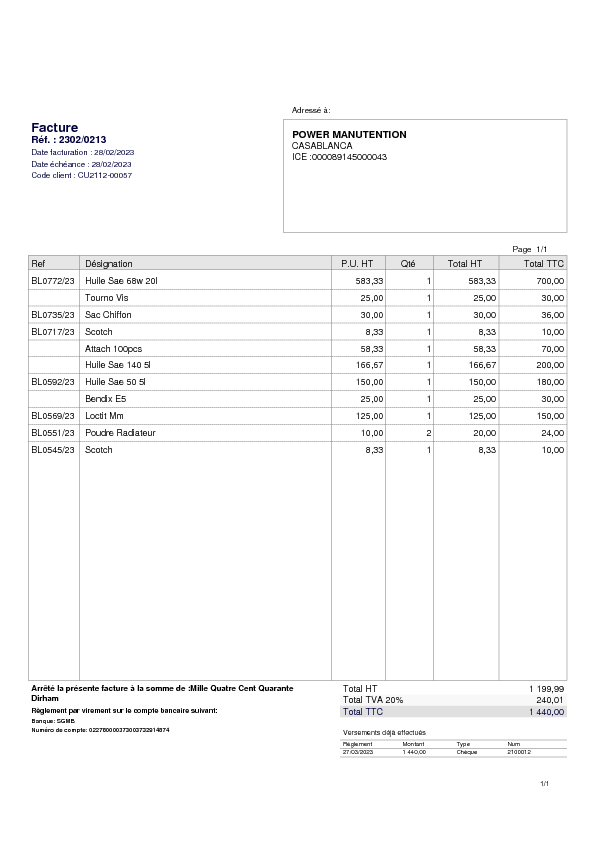 Adressé à:
Facture
Réf. : 2302/0213
Date facturation : 28/02/2023
Date échéance : 28/02/2023
Code client : CU2112-00057
POWER MANUTENTION
CASABLANCA
ICE :000089145000043
Page 1/1
Ref Désignation P.U. HT Qté Total HT Total TTC
BL0772/23 Huile Sae 68w 20l 583,33 1 583,33 700,00
Tourno Vis 25,00 1 25,00 30,00
BL0735/23 Sac Chiffon 30,00 1 30,00 36,00
BL0717/23 Scotch 8,33 1 8,33 10,00
Attach 100pcs 58,33 1 58,33 70,00
Huile Sae 140 5l 166,67 1 166,67 200,00
BL0592/23 Huile Sae 50 5l 150,00 1 150,00 180,00
Bendix E5 25,00 1 25,00 30,00
BL0569/23 Loctit Mm 125,00 1 125,00 150,00
BL0551/23 Poudre Radiateur 10,00 2 20,00 24,00
BL0545/23 Scotch 8,33 1 8,33 10,00
Arrêté la présente facture à la somme de :Mille Quatre Cent Quarante
Dirham
Règlement par virement sur le compte bancaire suivant:
Banque: SGMB
Numéro de compte: 022780000373003732914874
Total HT 1 199,99
Total TVA 20% 240,01
Total TTC 1 440,00
Versements déjà effectués
Règlement Montant Type Num
27/03/2023 1 440,00 Chèque 2100012
1/1